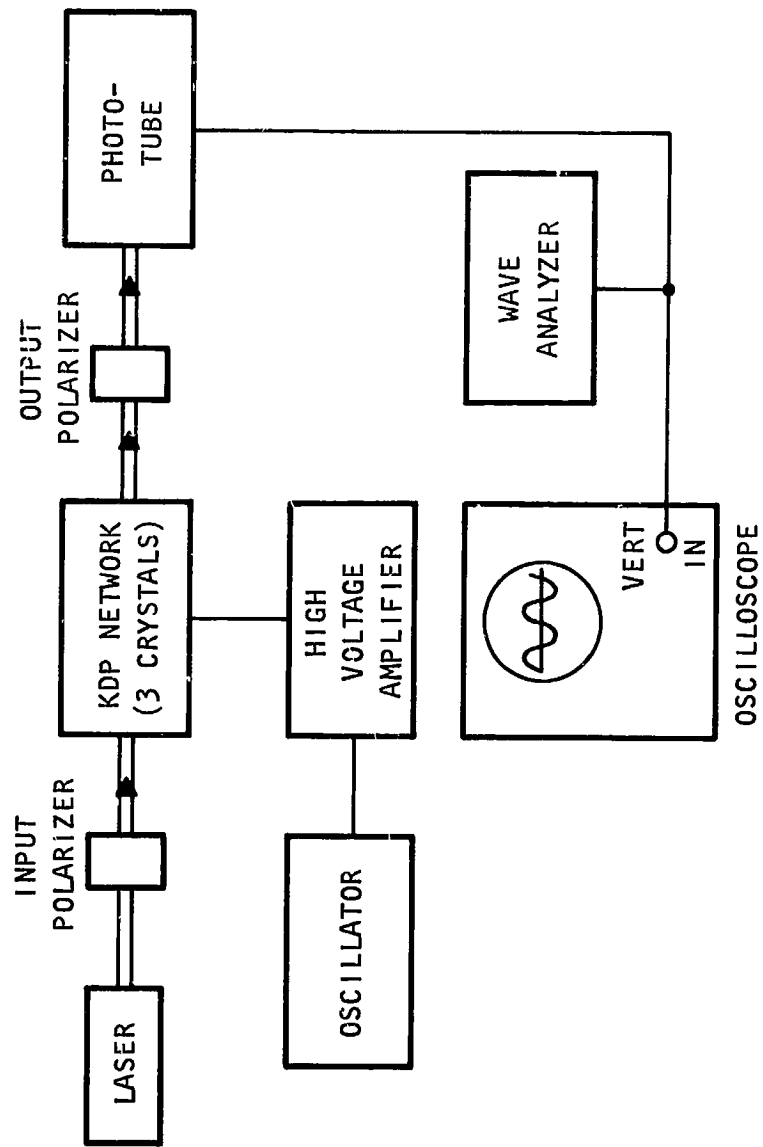 LASER
INPUT
POLARIZER
KDP NETWORK
(3 CRYSTALS)
OUTPUT
POLARIZER
PHOTO-
TUBE
OSCILLATOR
HIGH
VOLTAGE
AMPLIFIER
WAVE
ANALYZER
VERT
IN
OSCILLOSCOPE